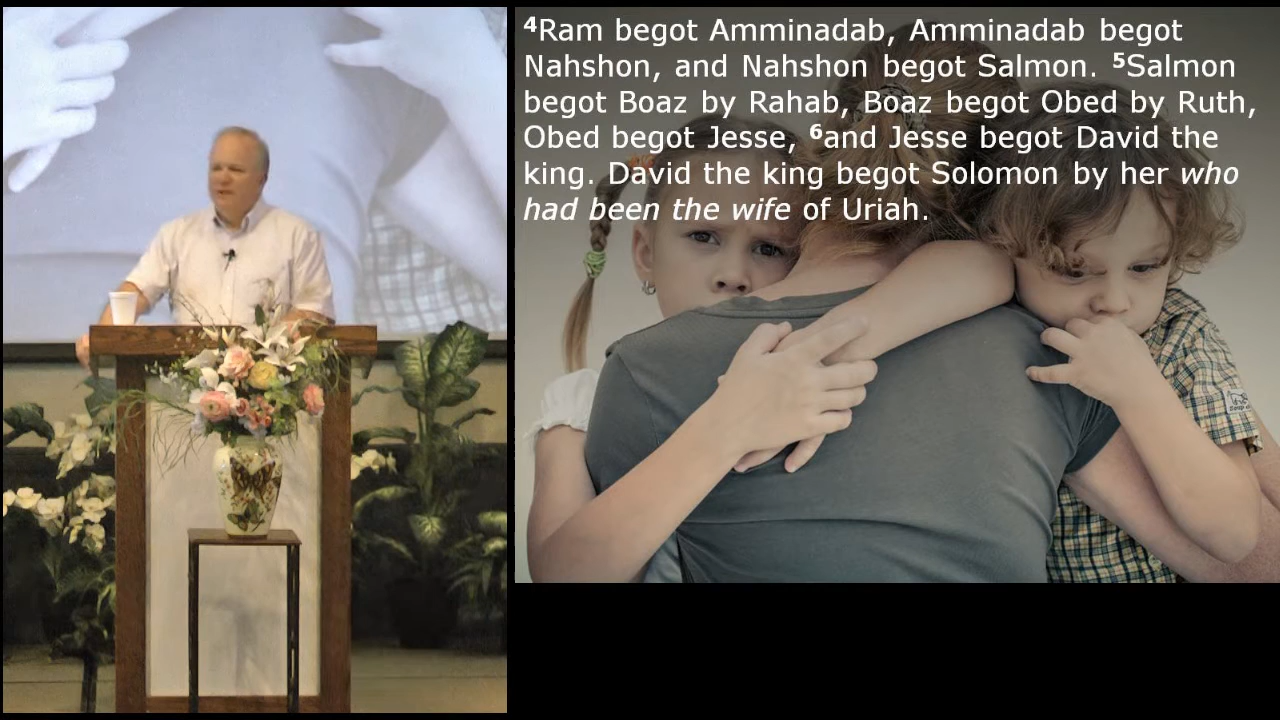 4Ram begot Amminadab, Amminadab begot
Nahshon, and Nahshon begot Salmon. 5Salmon
begot Boaz by Rahab, Boaz begot Obed by Ruth,
Obed begot Jesse, 6and Jesse begot David the
king. David the king begot Solomon by her who
had been the wife of Uriah.